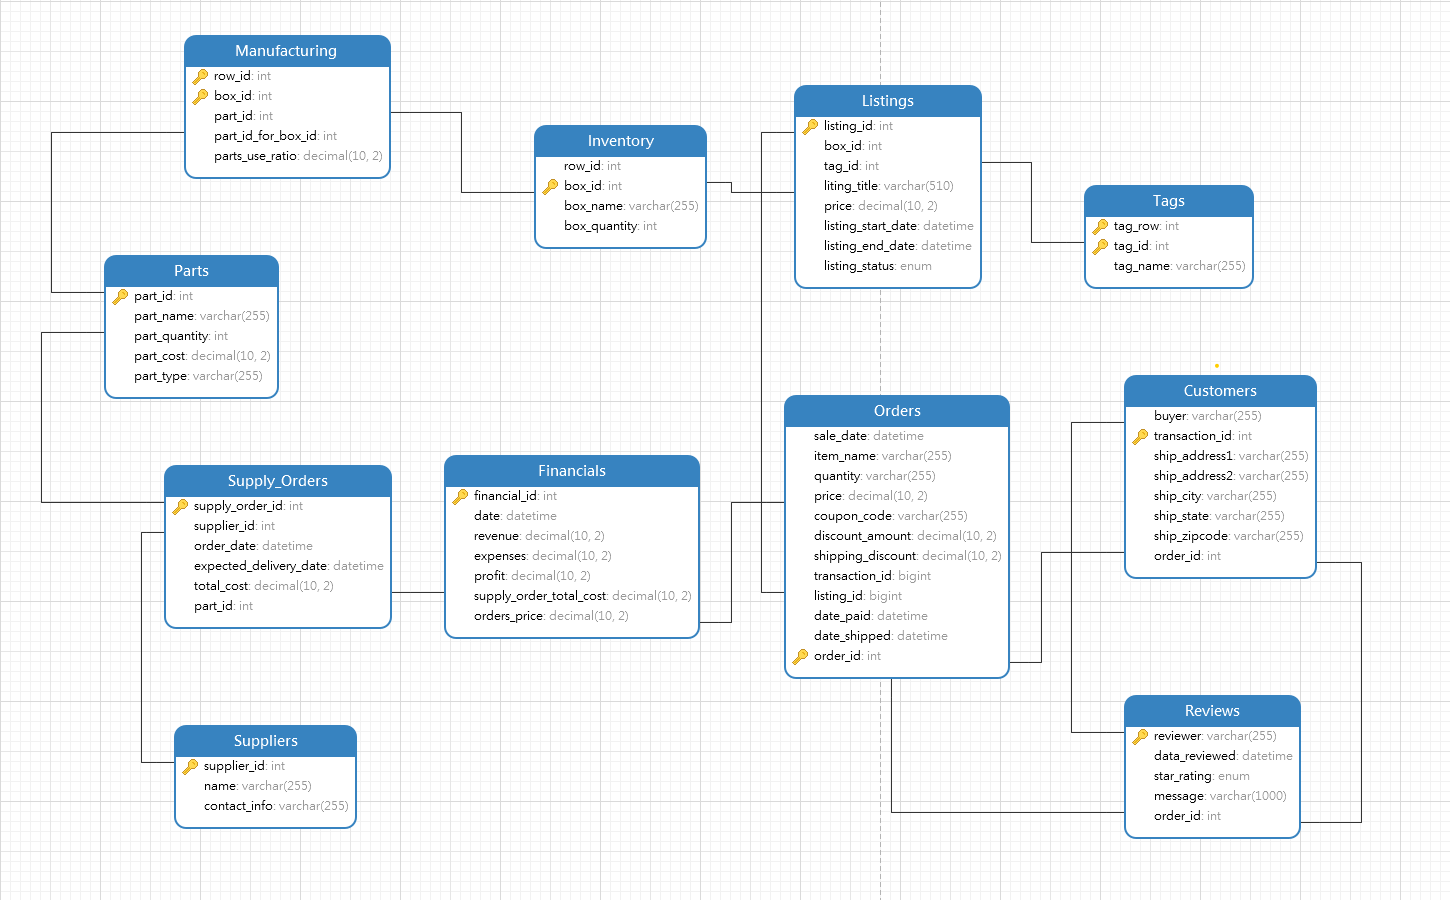 Manufacturing
row_id: int
box_id: int
part_id: int
part_id_for_box_id: int
parts_use_ratio: decimal(10, 2)
Inventory
row_id: int
box_id: int
box_name: varchar(255)
box_quantity: int
Listings
listing_id: int
box_id: int
tag_id: int
liting_title: varchar(510)
price: decimal(10, 2)
listing_start_date: datetime
listing_end_date: datetime
listing_status: enum
Tags
tag_row: int
tag_id: int
tag_name: varchar(255)
Parts
part_id: int
part_name: varchar(255)
part_quantity: int
part_cost: decimal(10, 2)
part_type: varchar(255)
Supply_Orders
supply_order_id: int
supplier_id: int
order_date: datetime
expected_delivery_date: datetime
total_cost: decimal(10, 2)
part_id: int
Financials
financial_id: int
date: datetime
revenue: decimal(10, 2)
expenses: decimal(10, 2)
profit: decimal(10, 2)
supply_order_total_cost: decimal(10, 2)
orders_price: decimal(10, 2)
Orders
sale_date: datetime
item_name: varchar(255)
quantity: varchar(255)
price: decimal(10, 2)
coupon_code: varchar(255)
discount_amount: decimal(10, 2)
shipping_discount: decimal(10, 2)
transaction_id: bigint
listing_id: bigint
date_paid: datetime
date_shipped: datetime
order_id: int
Customers
buyer: varchar(255)
transaction_id: int
ship_address1: varchar(255)
ship_address2: varchar(255)
ship_city: varchar(255)
ship_state: varchar(255)
ship_zipcode: varchar(255)
order_id: int
Suppliers
supplier_id: int
name: varchar(255)
contact_info: varchar(255)
Reviews
reviewer: varchar(255)
data_reviewed: datetime
star_rating: enum
message: varchar(1000)
order_id: int